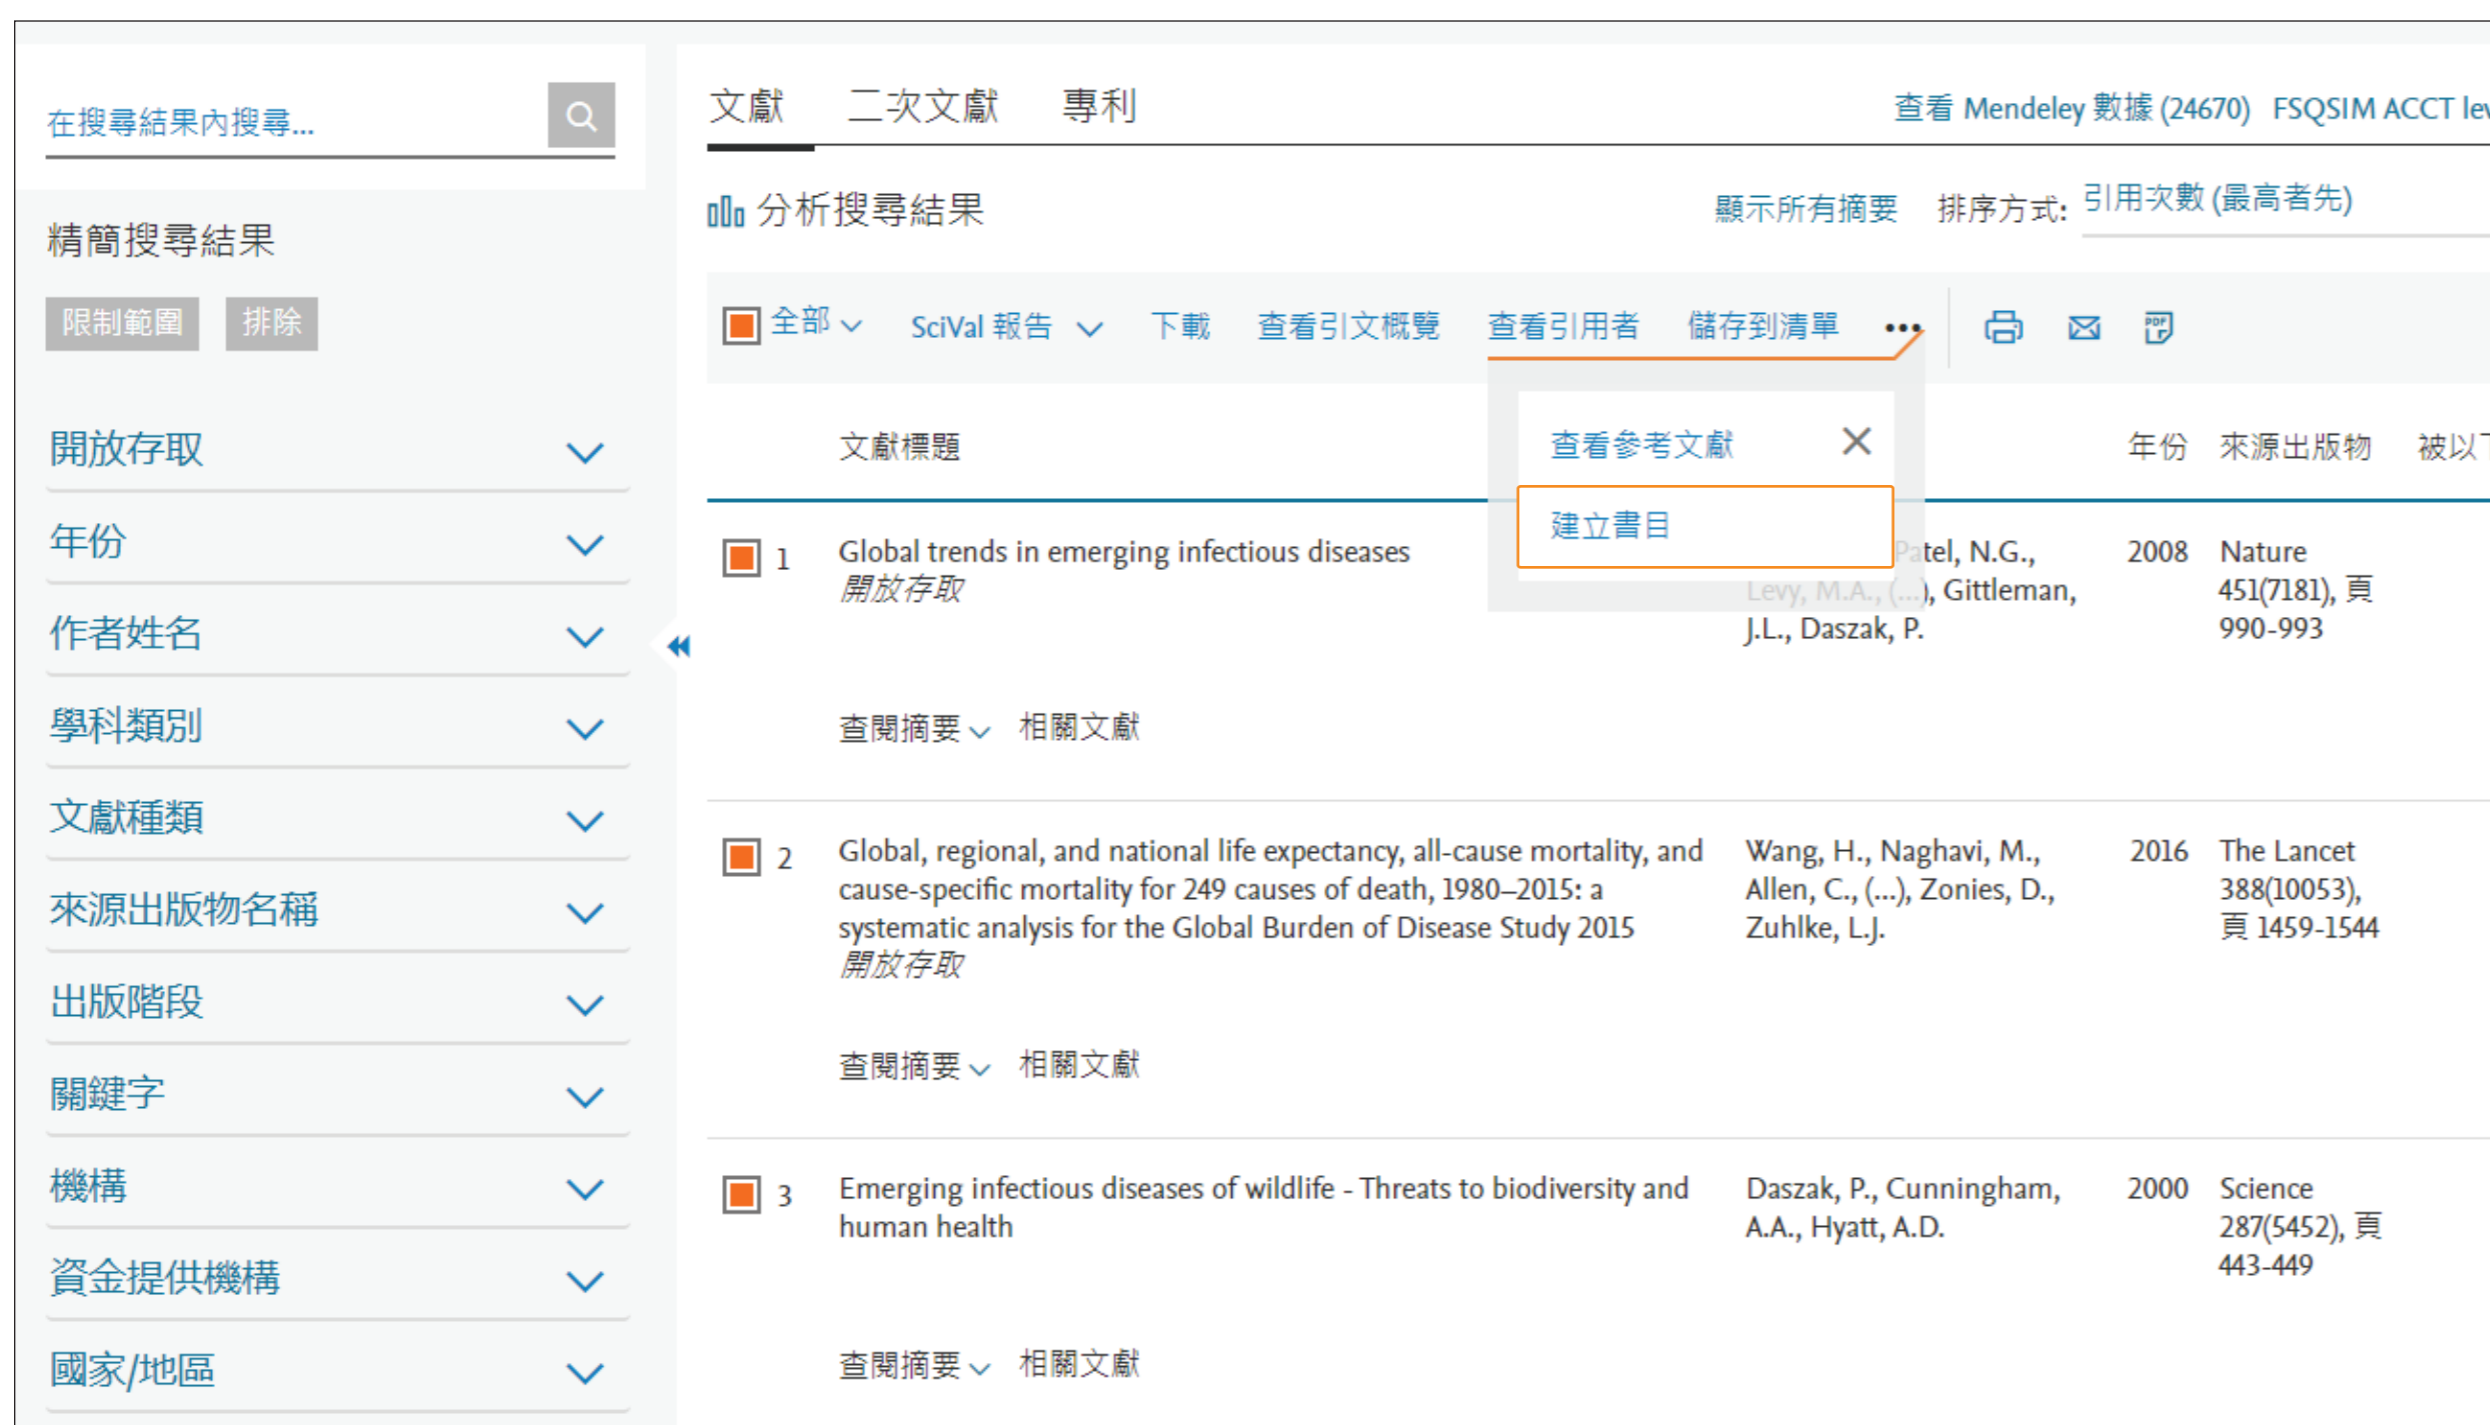 在搜尋結果內搜尋...
精簡搜尋結果
限制範圍 排除
開放存取
年份
作者姓名
學科類別
文獻種類
來源出版物名稱
出版階段
關鍵字
機構
資金提供機構
國家/地區
文獻 二次文獻 專利
查看 Mendeley 數據 (24670) FSQSIM ACCT
分析搜尋結果
顯示所有摘要 排序方式: 引用次數 (最高者先)
全部 SciVal 報告 下載 查看引文概覽 查看引用者 儲存到清單 •••
PDF
查看參考文獻
建立書目
文獻標題 年份 來源出版物 被以
1 Global trends in emerging infectious diseases
開放存取
Patel, N.G.,
Levy, M.A., (...), Gittleman,
J.L., Daszak, P.
2008
Nature
451(7181), 頁
990-993
查閱摘要 相關文獻
2 Global, regional, and national life expectancy, all-cause mortality, and
cause-specific mortality for 249 causes of death, 1980–2015: a
systematic analysis for the Global Burden of Disease Study 2015
開放存取
Wang, H., Naghavi, M.,
Allen, C., (...), Zonies, D.,
Zuhlke, L.J.
2016
The Lancet
388(10053),
頁 1459-1544
查閱摘要 相關文獻
3 Emerging infectious diseases of wildlife - Threats to biodiversity and
human health
Daszak, P., Cunningham,
A.A., Hyatt, A.D.
2000
Science
287(5452), 頁
443-449
查閱摘要 相關文獻